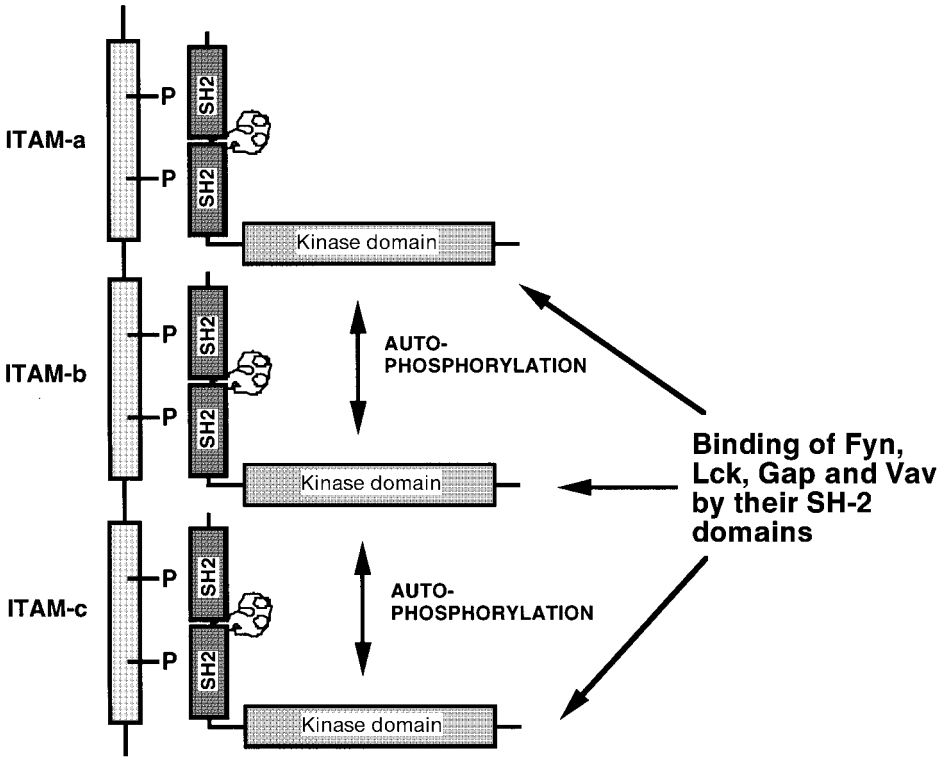 ITAM-a
P
P
SH2
SH2
Kinase domain
AUTO-
PHOSPHORYLATION
ITAM-b
P
P
SH2
SH2
Kinase domain
Binding of Fyn,
Lck, Gap and Vav
by their SH-2
domains
AUTO-
PHOSPHORYLATION
ITAM-c
P
P
SH2
SH2
Kinase domain